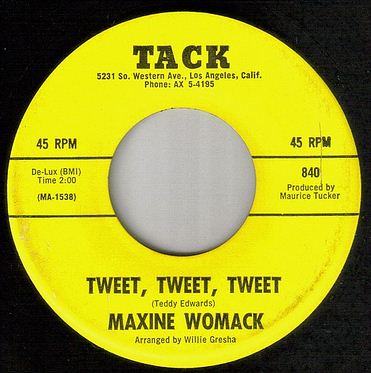 TACK
5231 So. Western Ave., Los Angeles, Calif.
Phone: AX 5-4195
45 RPM
45 RPM
De-Lux (BMI)
Time 2:00
(MA-1538)
840
Produced by
Maurice Tucker
TWEET, TWEET, TWEET
(Teddy Edwards)
MAXINE WOMACK
Arranged by Willie Gresha